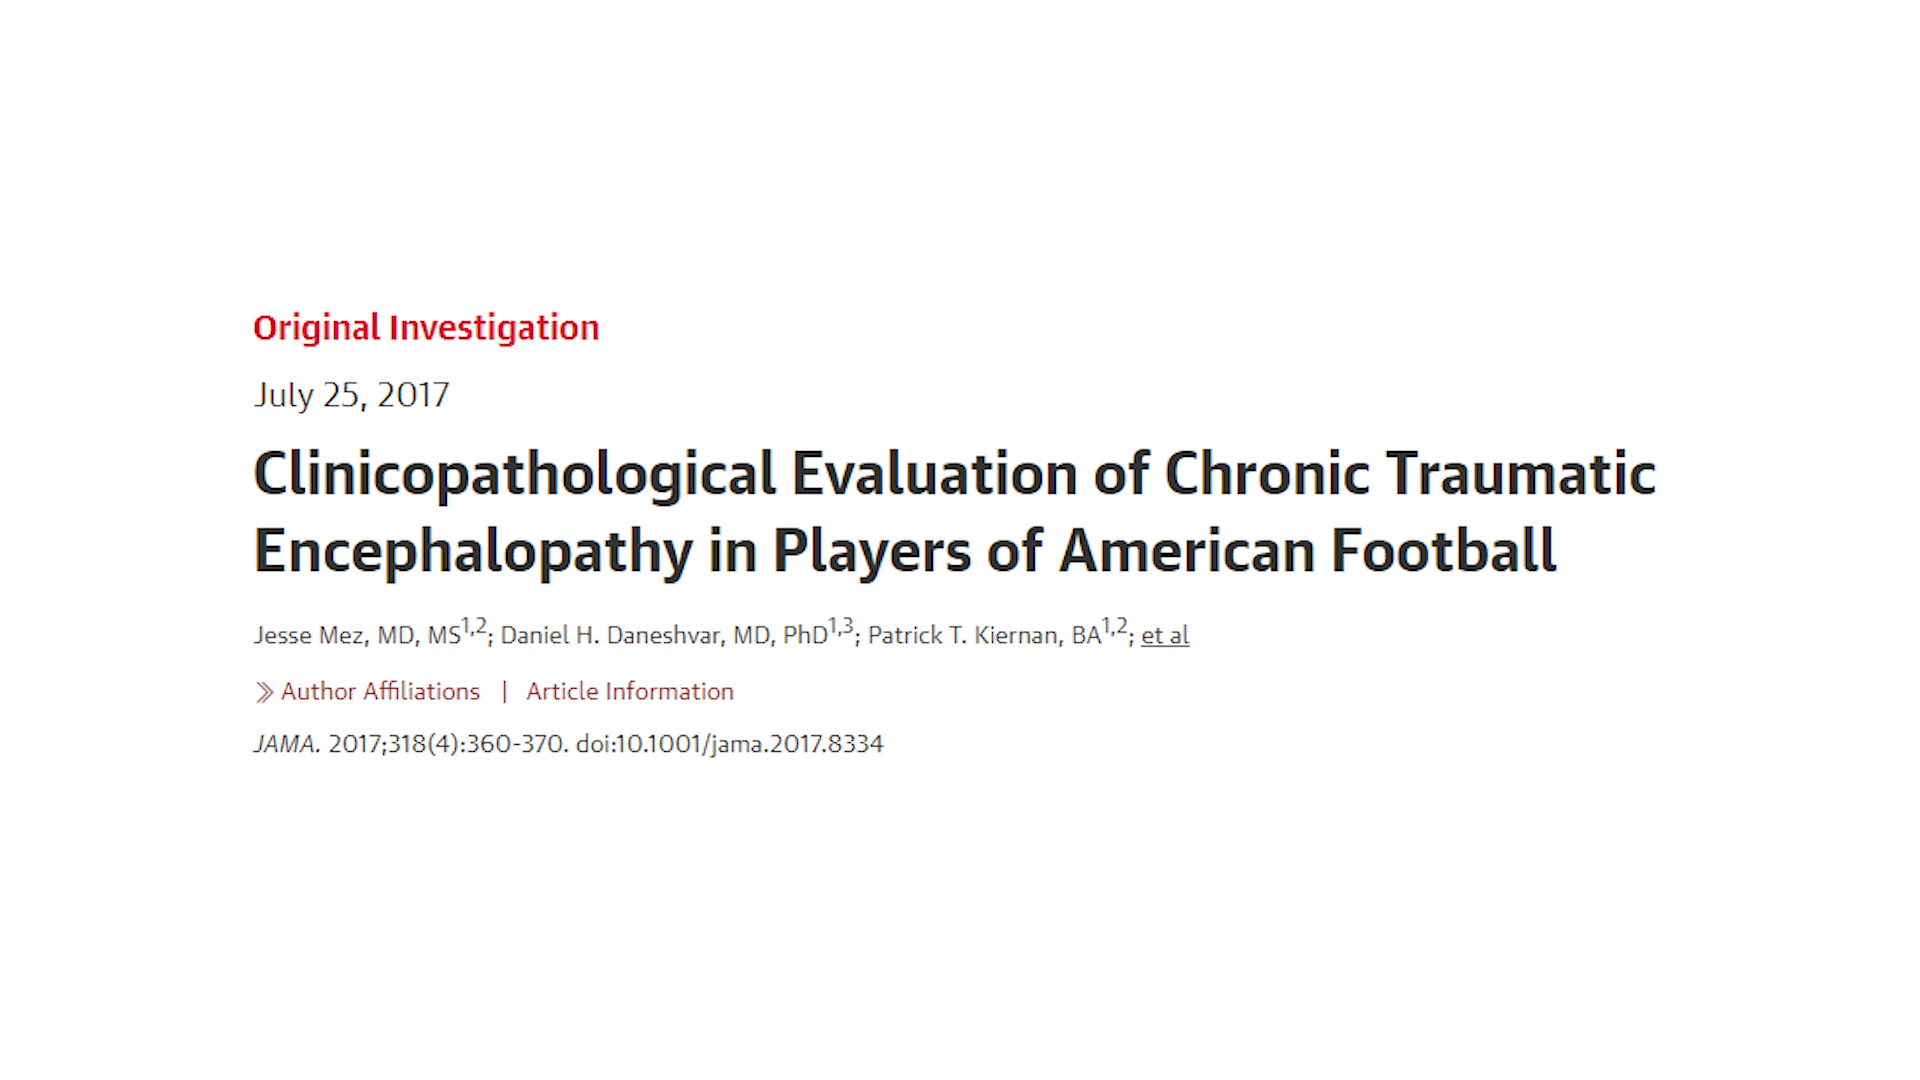 Original Investigation
July 25, 2017
Clinicopathological Evaluation of Chronic Traumatic
Encephalopathy in Players of American Football
Jesse Mez, MD, MS1,2; Daniel H. Daneshvar, MD, PhD1,3; Patrick T. Kiernan, BA1,2; et al
Author Affiliations | Article Information
JAMA. 2017;318(4):360-370. doi:10.1001/jama.2017.8334